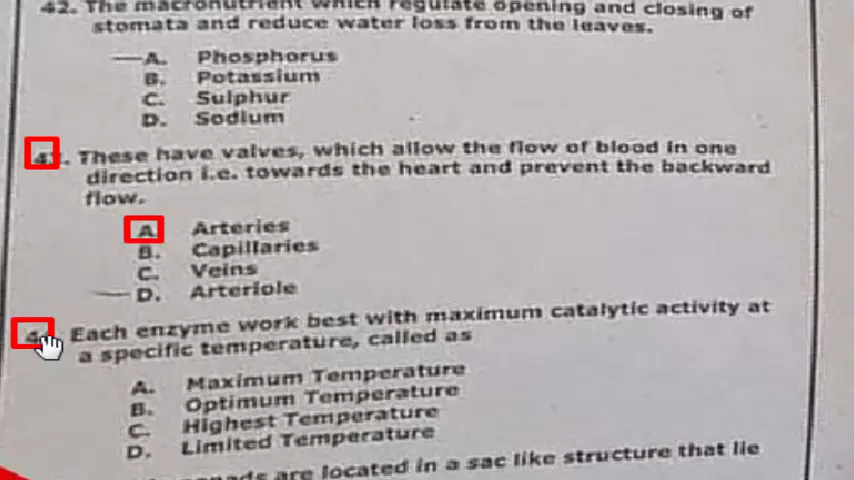 42. The macronutrient which regulate opening and closing of
stomata and reduce water loss from the leaves.
A. Phosphorus
B. Potassium
C. Sulphur
D. Sodium
These have valves, which allow the flow of blood in one
direction i.e. towards the heart and prevent the backward
flow.
A Arteries
B. Capillaries
C. Veins
D. Arteriole
Each enzyme work best with maximum catalytic activity at
a specific temperature, called as
A. Maximum Temperature
B. Optimum Temperature
C. Highest Temperature
D. Limited Temperature
are located in a sac like structure that lie